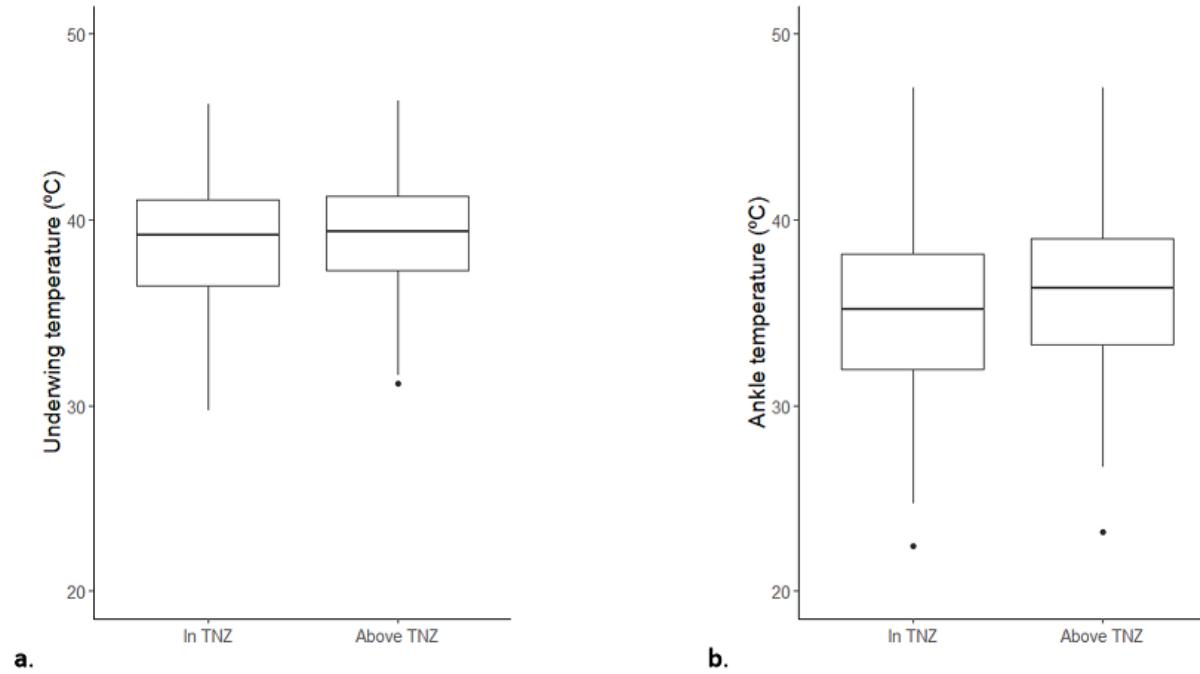 Underwing temperature (ºC)
50
40
30
20
In TNZ
Above TNZ
a.
Ankle temperature (ºC)
50
40
30
20
In TNZ
Above TNZ
b.